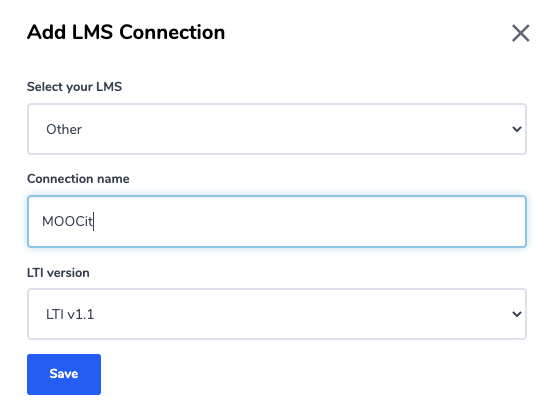 Add LMS Connection
Select your LMS
Other
Connection name
MOOCit
LTI version
LTI v1.1
Save